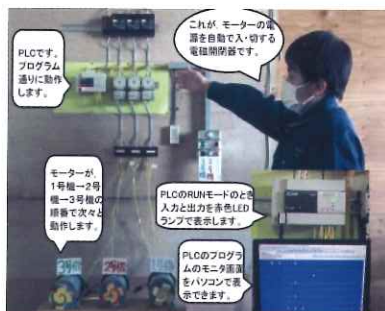 これが、モーターの電
源を自動で入・切する
電磁開閉器です。
PLCです。
プログラム
通りに動作
します。
モーターが、
1号機→2号
機→3号機の
順番で次々と
動作します。
PLCのRUNモードのとき
入力と出力を赤色LED
ランプで表示します。
PLCのプログラ
ムのモニタ画面
をパソコンで表
示できます。
3号機
2号機